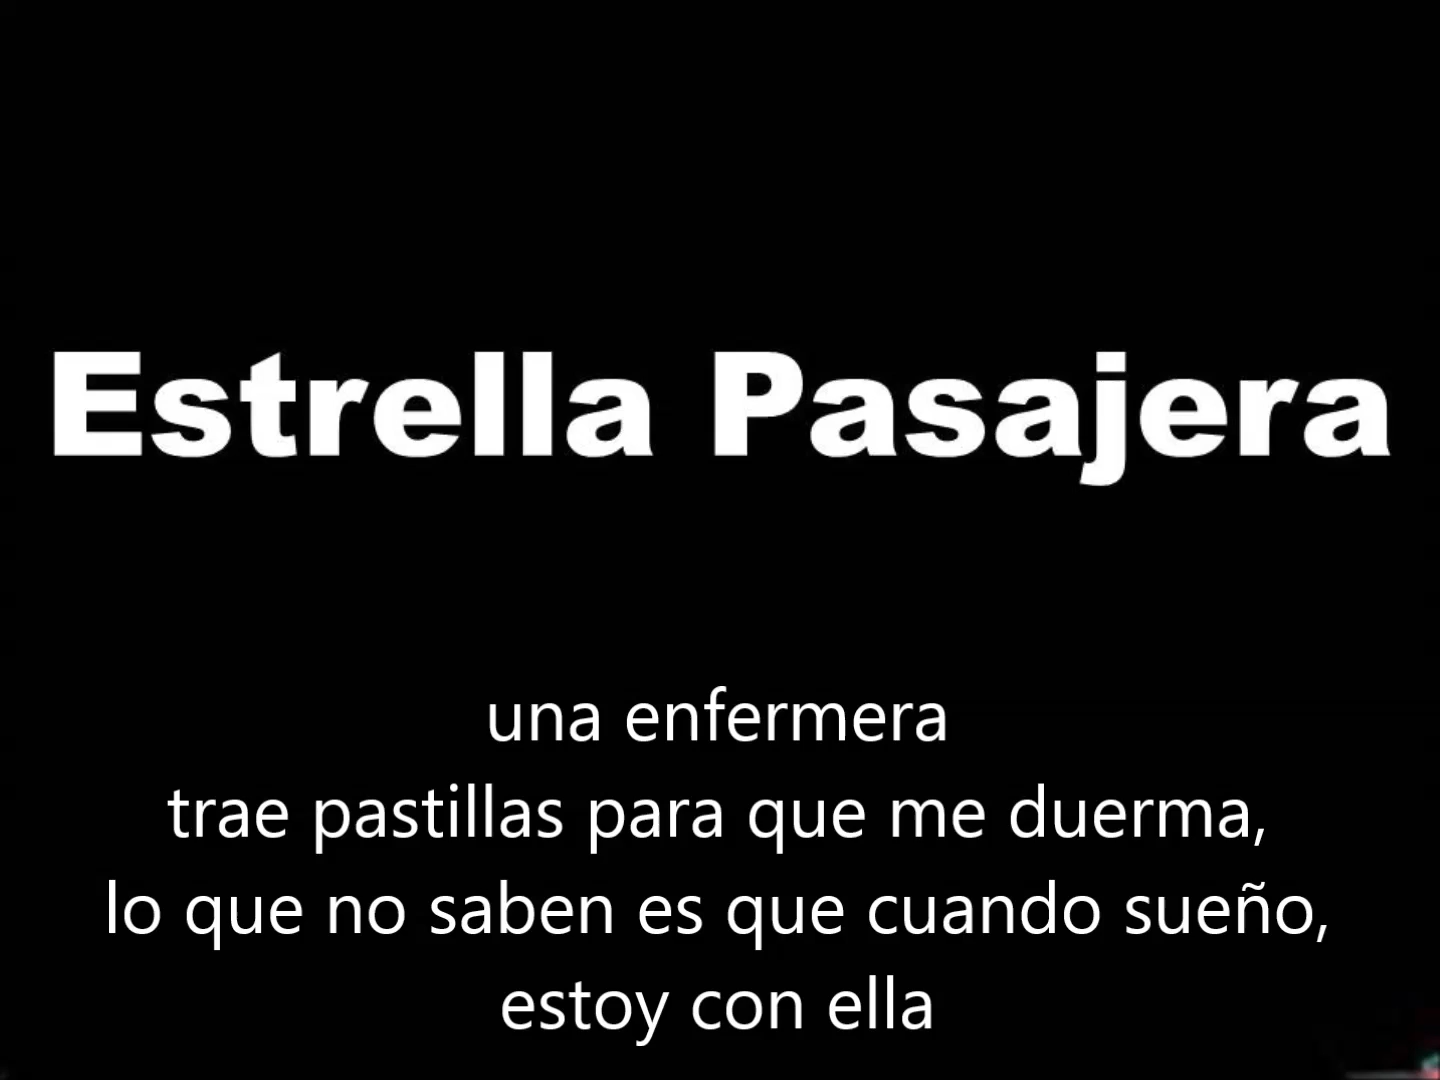 Estrella Pasajera
una enfermera
trae pastillas para que me duerma,
lo que no saben es que cuando sueño,
estoy con ella